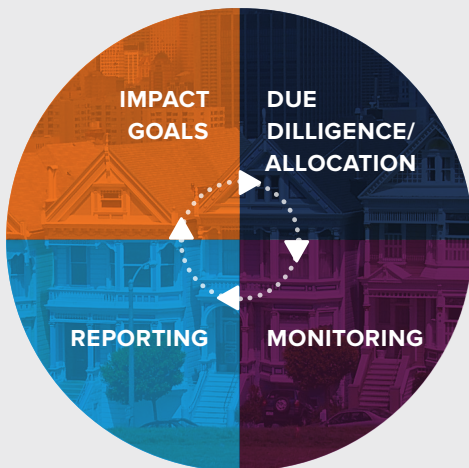 IMPACT
GOALS
DUE
DILLIGENCE/
ALLOCATION
REPORTING
MONITORING